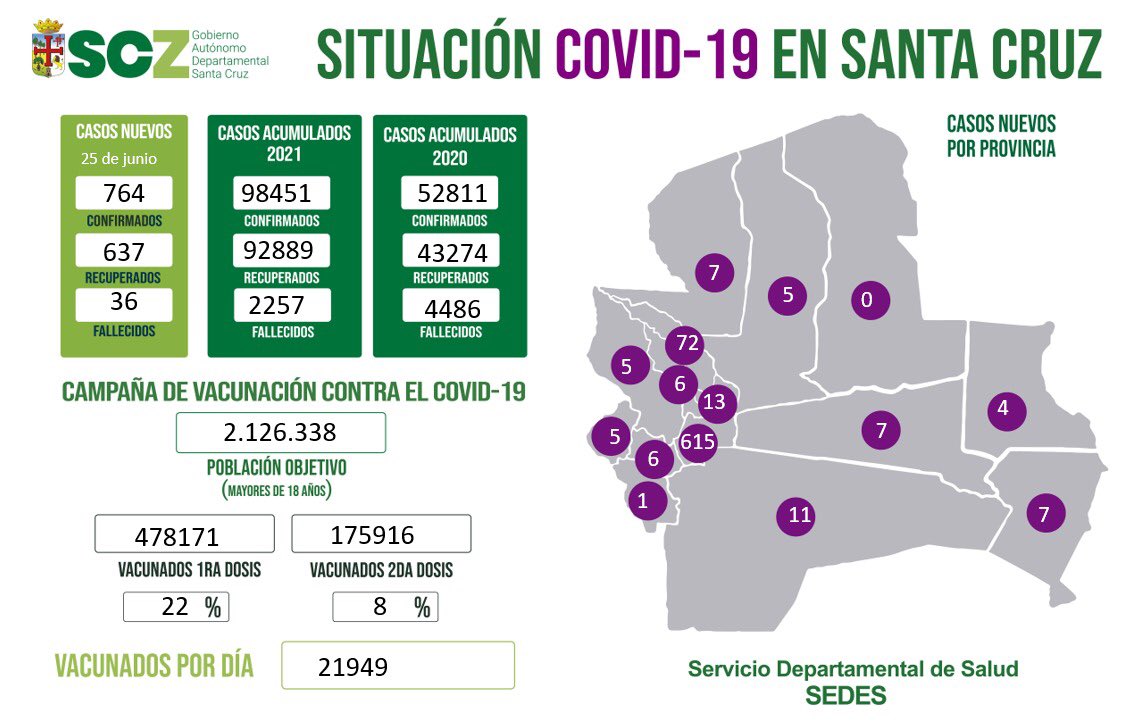 SCZ
Gobierno
Autónomo
Departamental
Santa Cruz
SITUACIÓN COVID-19 EN SANTA CRUZ
CASOS NUEVOS
25 de junio
764
CONFIRMADOS
637
RECUPERADOS
36
FALLECIDOS
CASOS ACUMULADOS
2021
98451
CONFIRMADOS
92889
RECUPERADOS
2257
FALLECIDOS
CASOS ACUMULADOS
2020
52811
CONFIRMADOS
43274
RECUPERADOS
4486
FALLECIDOS
CAMPAÑA DE VACUNACIÓN CONTRA EL COVID-19
2.126.338
POBLACIÓN OBJETIVO
(MAYORES DE 18 AÑOS)
478171
VACUNADOS 1RA DOSIS
22 %
175916
VACUNADOS 2DA DOSIS
8 %
VACUNADOS POR DÍA
21949
CASOS NUEVOS
POR PROVINCIA
7
5
0
72
5
6
13
4
7
5
615
6
1
11
7
Servicio Departamental de Salud
SEDES